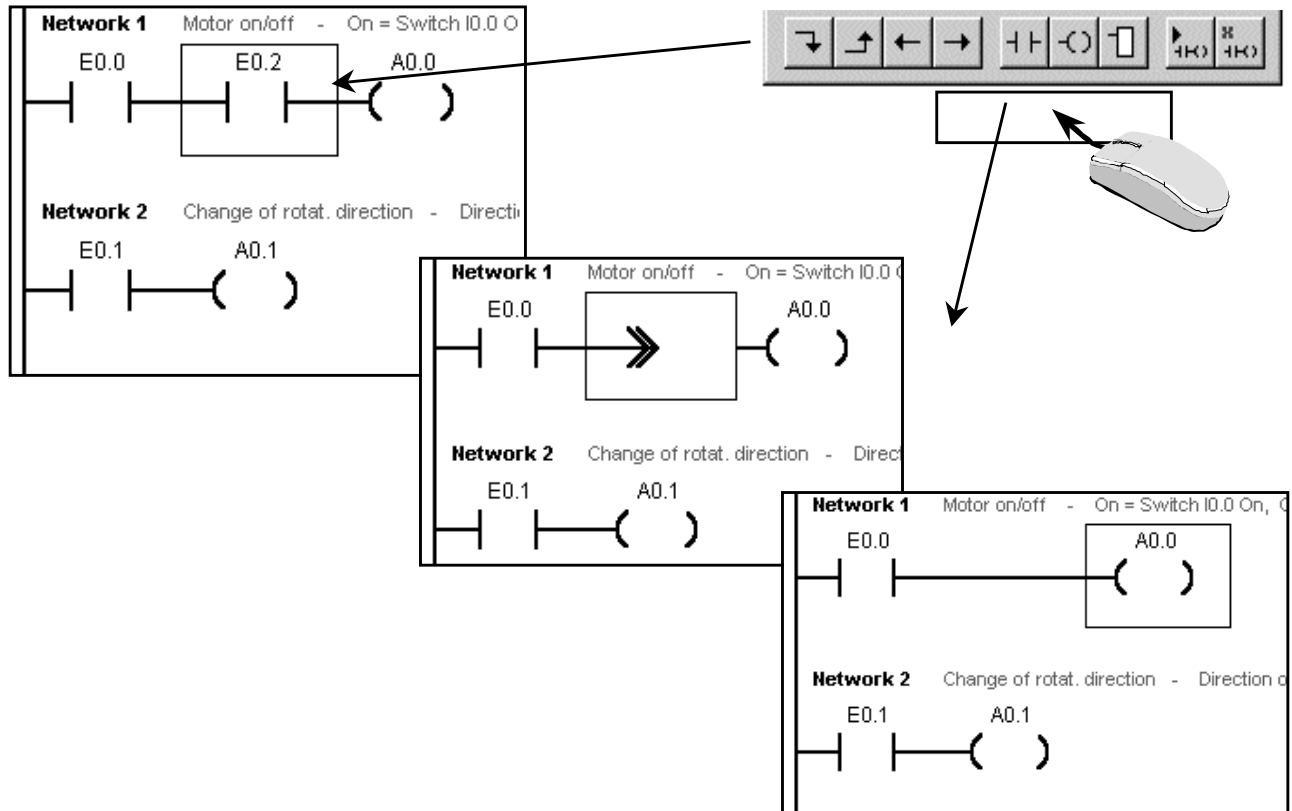 Network 1 Motor on/off - On = Switch I0.0 O
E0.0 E0.2 A0.0
Network 2 Change of rotat. direction -
E0.1 A0.1
Network 1 Motor on/off - On = Switch I0.0
E0.0 A0.0
Network 2 Change of rotat. direction -
E0.1 A0.1
Network 1 Motor on/off - On = Switch I0.0 On,
E0.0 A0.0
Network 2 Change of rotat. direction - Direction
E0.1 A0.1